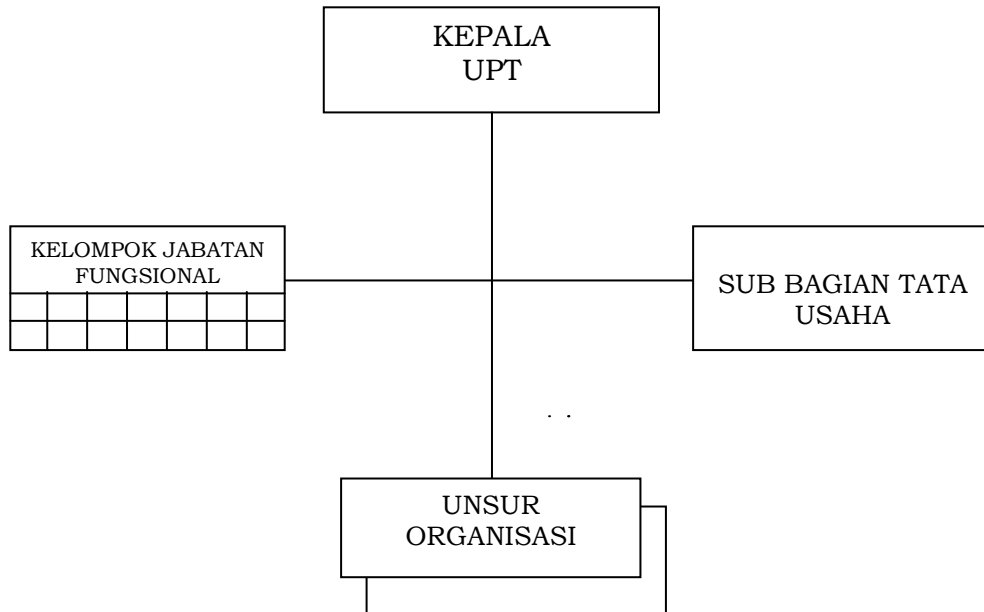 KEPALA
UPT
KELOMPOK JABATAN
FUNGSIONAL
SUB BAGIAN TATA
USAHA
. .
UNSUR
ORGANISASI